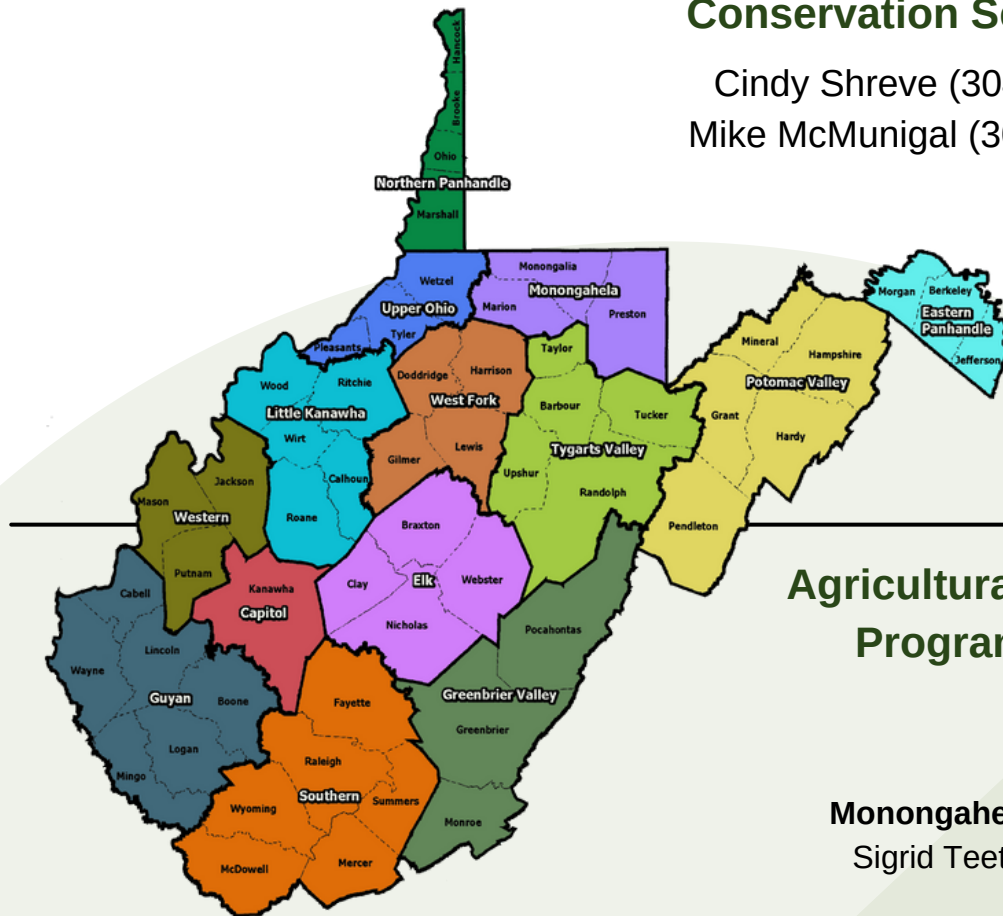 Conservation
Cindy Shreve (304
Mike McMunigal (30
Hancock
Brooke
Ohio
Northern Panhandle
Marshall
Wetzel
Upper Ohio
Tyler
Pleasants
Monongalia
Monongahela
Marion
Preston
Morgan
Berkeley
Eastern
Panhandle
Jefferson
Mineral
Hampshire
Potomac Valley
Grant
Hardy
Pendleton
Taylor
Barbour
Tucker
Tygarts Valley
Upshur
Randolph
Doddridge
Harrison
West Fork
Lewis
Gilmer
Wood
Ritchie
Little Kanawha
Wirt
Calhoun
Roane
Mason
Jackson
Western
Putnam
Braxton
Clay
Elk
Webster
Nicholas
Kanawha
Capitol
Cabell
Lincoln
Wayne
Guyan
Boone
Logan
Mingo
Pocahontas
Greenbrier Valley
Greenbrier
Monroe
Fayette
Raleigh
Southern
Summers
Wyoming
McDowell
Mercer
Agricultura
Progra
Monongahe
Sigrid Teet